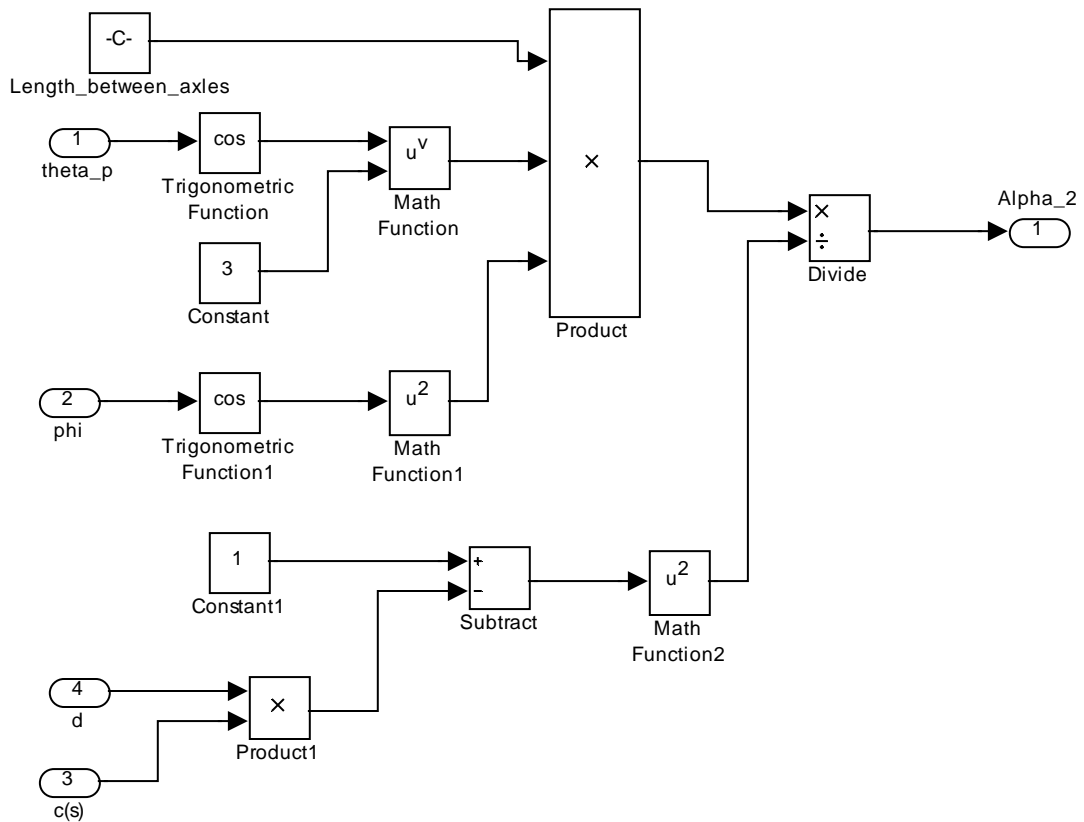 -C-
Length_between_axles
1
theta_p
cos
Trigonometric
Function
u^v
Math
Function
3
Constant
×
Product
×
÷
Divide
Alpha_2
1
2
phi
cos
Trigonometric
Function1
u^2
Math
Function1
1
Constant1
+
−
Subtract
u^2
Math
Function2
4
d
×
Product1
3
c(s)